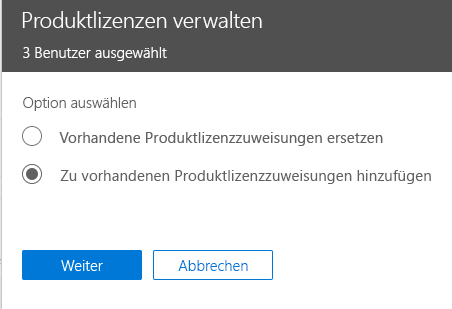 Produktlizenzen verwalten
3 Benutzer ausgewählt
Option auswählen
Vorhandene Produktlizenzzuweisungen ersetzen
Zu vorhandenen Produktlizenzzuweisungen hinzufügen
Weiter
Abbrechen